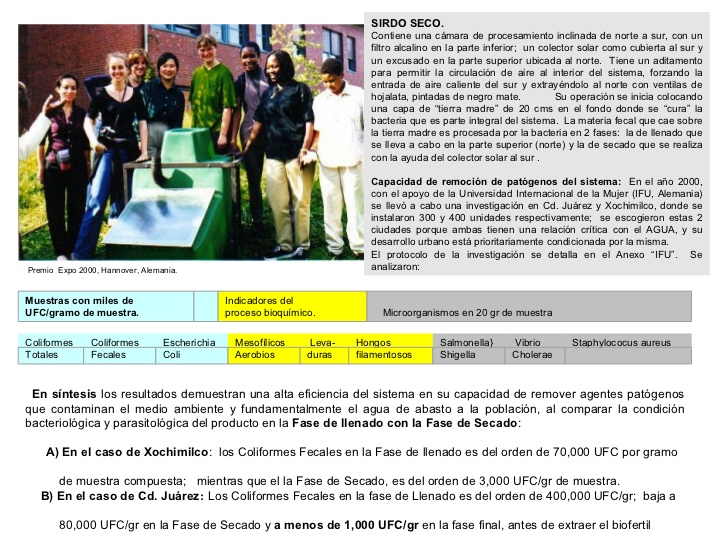 SIRDO SECO.
Contiene una cámara de procesamiento inclinada de norte a sur, con un
filtro alcalino en la parte inferior; un colector solar como cubierta al sur y
un excusado en la parte superior ubicada al norte. Tiene un aditamento
para permitir la circulación de aire al interior del sistema, forzando la
entrada de aire caliente del sur y extrayéndolo al norte con ventilas de
hojalata, pintadas de negro mate. Su operación se inicia colocando
una capa de “tierra madre” de 20 cms en el fondo donde se “cura” la
bacteria que es parte integral del sistema. La materia fecal que cae sobre
la tierra madre es procesada por la bacteria en 2 fases: la de llenado que
se lleva a cabo en la parte superior (norte) y la de secado que se realiza
con la ayuda del colector solar al sur .
Capacidad de remoción de patógenos del sistema: En el año 2000,
con el apoyo de la Universidad Internacional de la Mujer (IFU, Alemania)
se llevó a cabo una investigación en Cd. Juárez y Xochimilco, donde se
instalaron 300 y 400 unidades respectivamente; se escogieron estas 2
ciudades porque ambas tienen una relación crítica con el AGUA, y su
desarrollo urbano está prioritariamente condicionada por la misma.
El protocolo de la investigación se detalla en el Anexo “IFU”. Se
analizaron:
Premio Expo 2000, Hannover, Alemania.
Muestras con miles de Indicadores del
UFC/gramo de muestra. proceso bioquímico. Microorganismos en 20 gr de muestra
Coliformes Coliformes Escherichia Mesofílicos Leva- Hongos Salmonella} Vibrio Staphylococus aureus
Totales Fecales Coli Aerobios duras filamentosos Shigella Cholerae
En síntesis los resultados demuestran una alta eficiencia del sistema en su capacidad de remover agentes patógenos
que contaminan el medio ambiente y fundamentalmente el agua de abasto a la población, al comparar la condición
bacteriológica y parasitológica del producto en la Fase de llenado con la Fase de Secado:
A) En el caso de Xochimilco: los Coliformes Fecales en la Fase de llenado es del orden de 70,000 UFC por gramo
de muestra compuesta; mientras que el la Fase de Secado, es del orden de 3,000 UFC/gr de muestra.
B) En el caso de Cd. Juárez: Los Coliformes Fecales en la fase de Llenado es del orden de 400,000 UFC/gr; baja a
80,000 UFC/gr en la Fase de Secado y a menos de 1,000 UFC/gr en la fase final, antes de extraer el biofertil